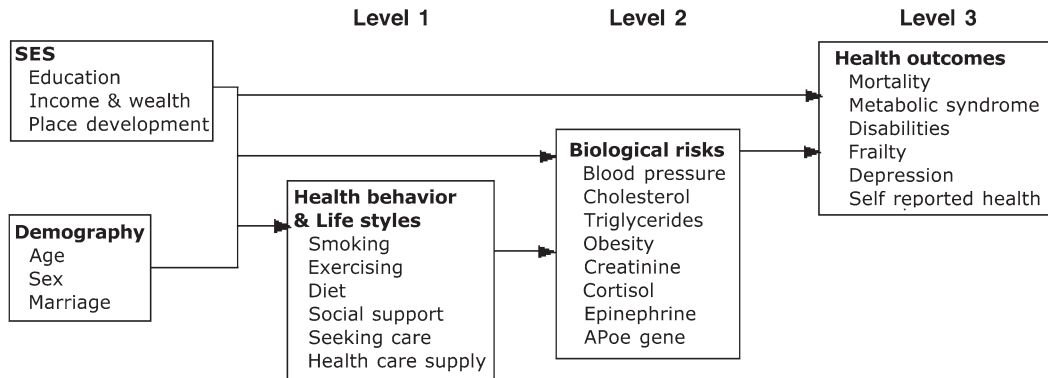 Level 1
Level 2
Level 3
SES
Education
Income & wealth
Place development
Demography
Age
Sex
Marriage
Health behavior
& Life styles
Smoking
Exercising
Diet
Social support
Seeking care
Health care supply
Biological risks
Blood pressure
Cholesterol
Triglycerides
Obesity
Creatinine
Cortisol
Epinephrine
APoe gene
Health outcomes
Mortality
Metabolic syndrome
Disabilities
Frailty
Depression
Self reported health